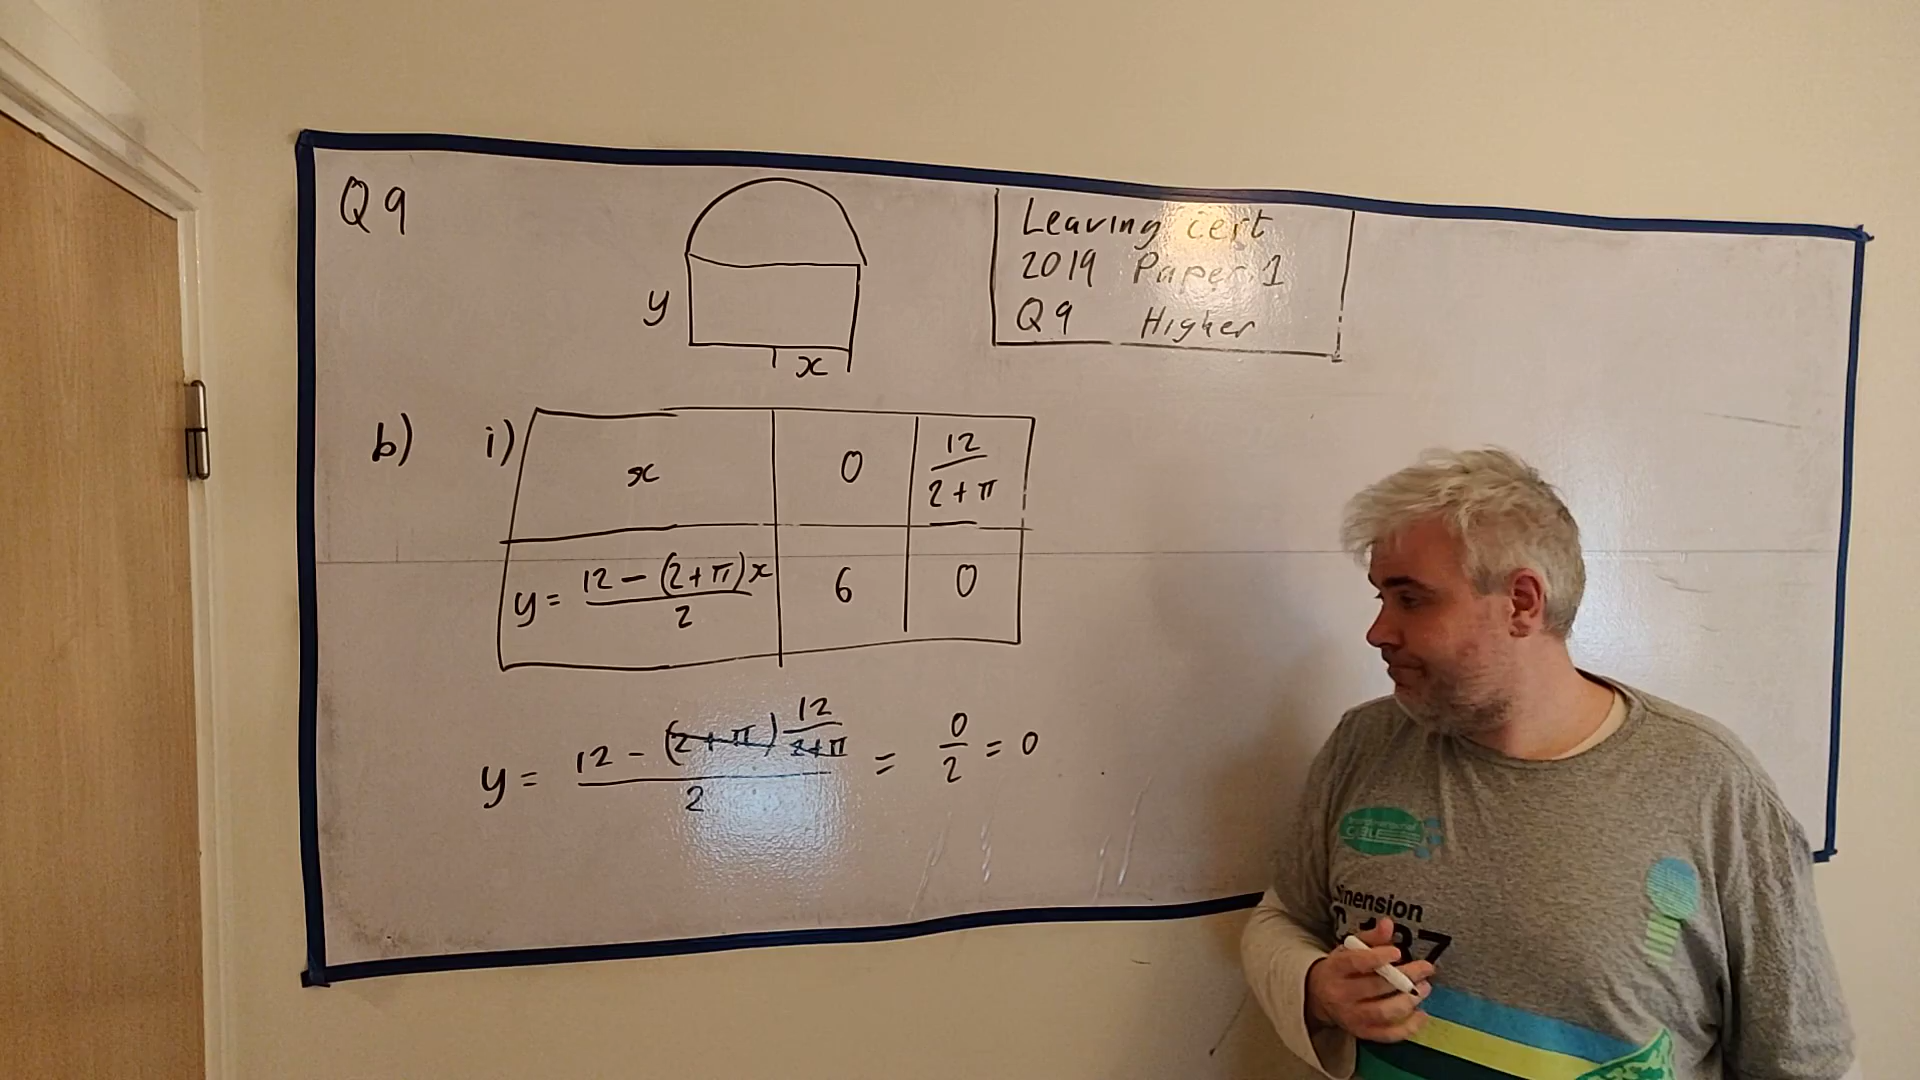 Q9
Leaving cert
2019 Paper 1
Q9 Higher
y
x
b) i)
x 0 12/(2+π)
y = (12-(2+π)x)/2 6 0
y = (12-(2+π)12/(2+π))/2 = 0/2 = 0